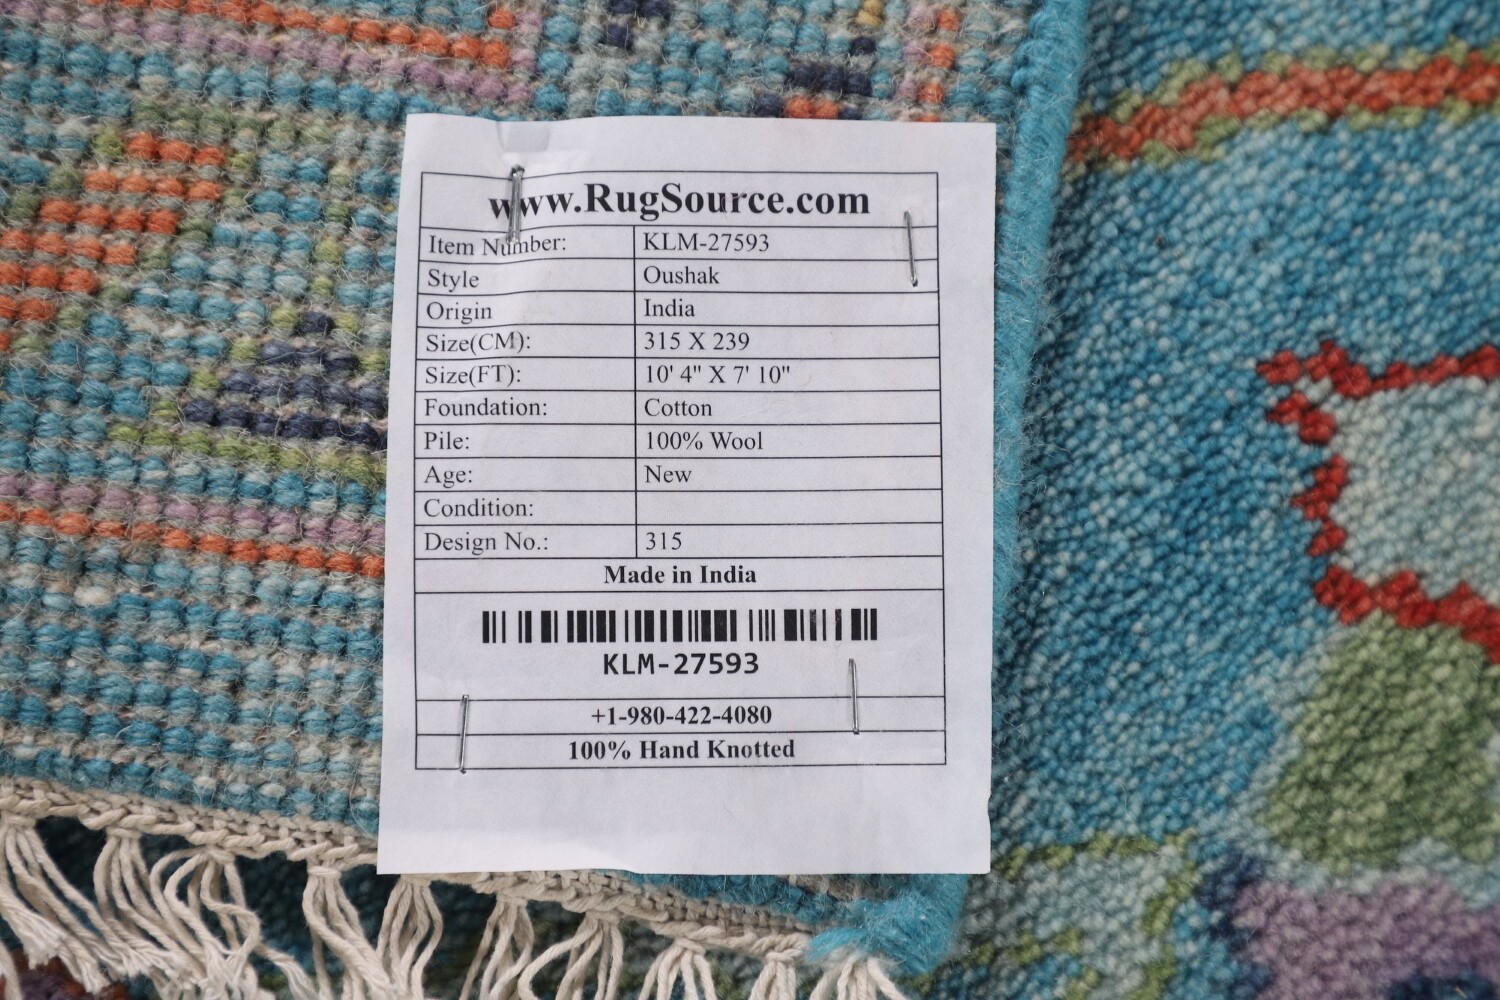 www.RugSource.com
Item Number: KLM-27593
Style Oushak
Origin India
Size(CM): 315 X 239
Size(FT): 10' 4" X 7' 10"
Foundation: Cotton
Pile: 100% Wool
Age: New
Condition:
Design No.: 315
Made in India
KLM-27593
+1-980-422-4080
100% Hand Knotted